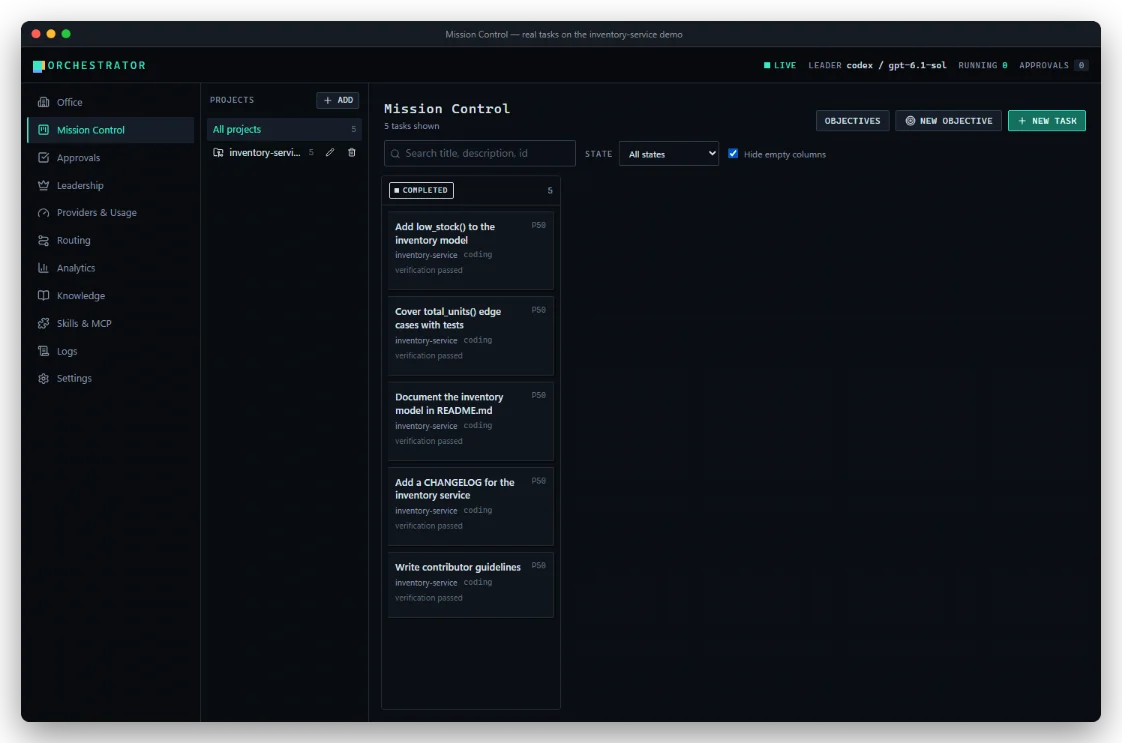 Mission Control — real tasks on the inventory-service demo
ORCHESTRATOR
LIVE LEADER codex / gpt-6.1-sol RUNNING 0 APPROVALS 0
Office
Mission Control
Approvals
Leadership
Providers & Usage
Routing
Analytics
Knowledge
Skills & MCP
Logs
Settings
PROJECTS
+ ADD
All projects 5
inventory-servi... 5
Mission Control
5 tasks shown
OBJECTIVES
NEW OBJECTIVE
+ NEW TASK
Search title, description, id
STATE
All states
Hide empty columns
COMPLETED 5
Add low_stock() to the P50
inventory model
inventory-service coding
verification passed
Cover total_units() edge P50
cases with tests
inventory-service coding
verification passed
Document the inventory P50
model in README.md
inventory-service coding
verification passed
Add a CHANGELOG for the P50
inventory service
inventory-service coding
verification passed
Write contributor guidelines P50
inventory-service coding
verification passed